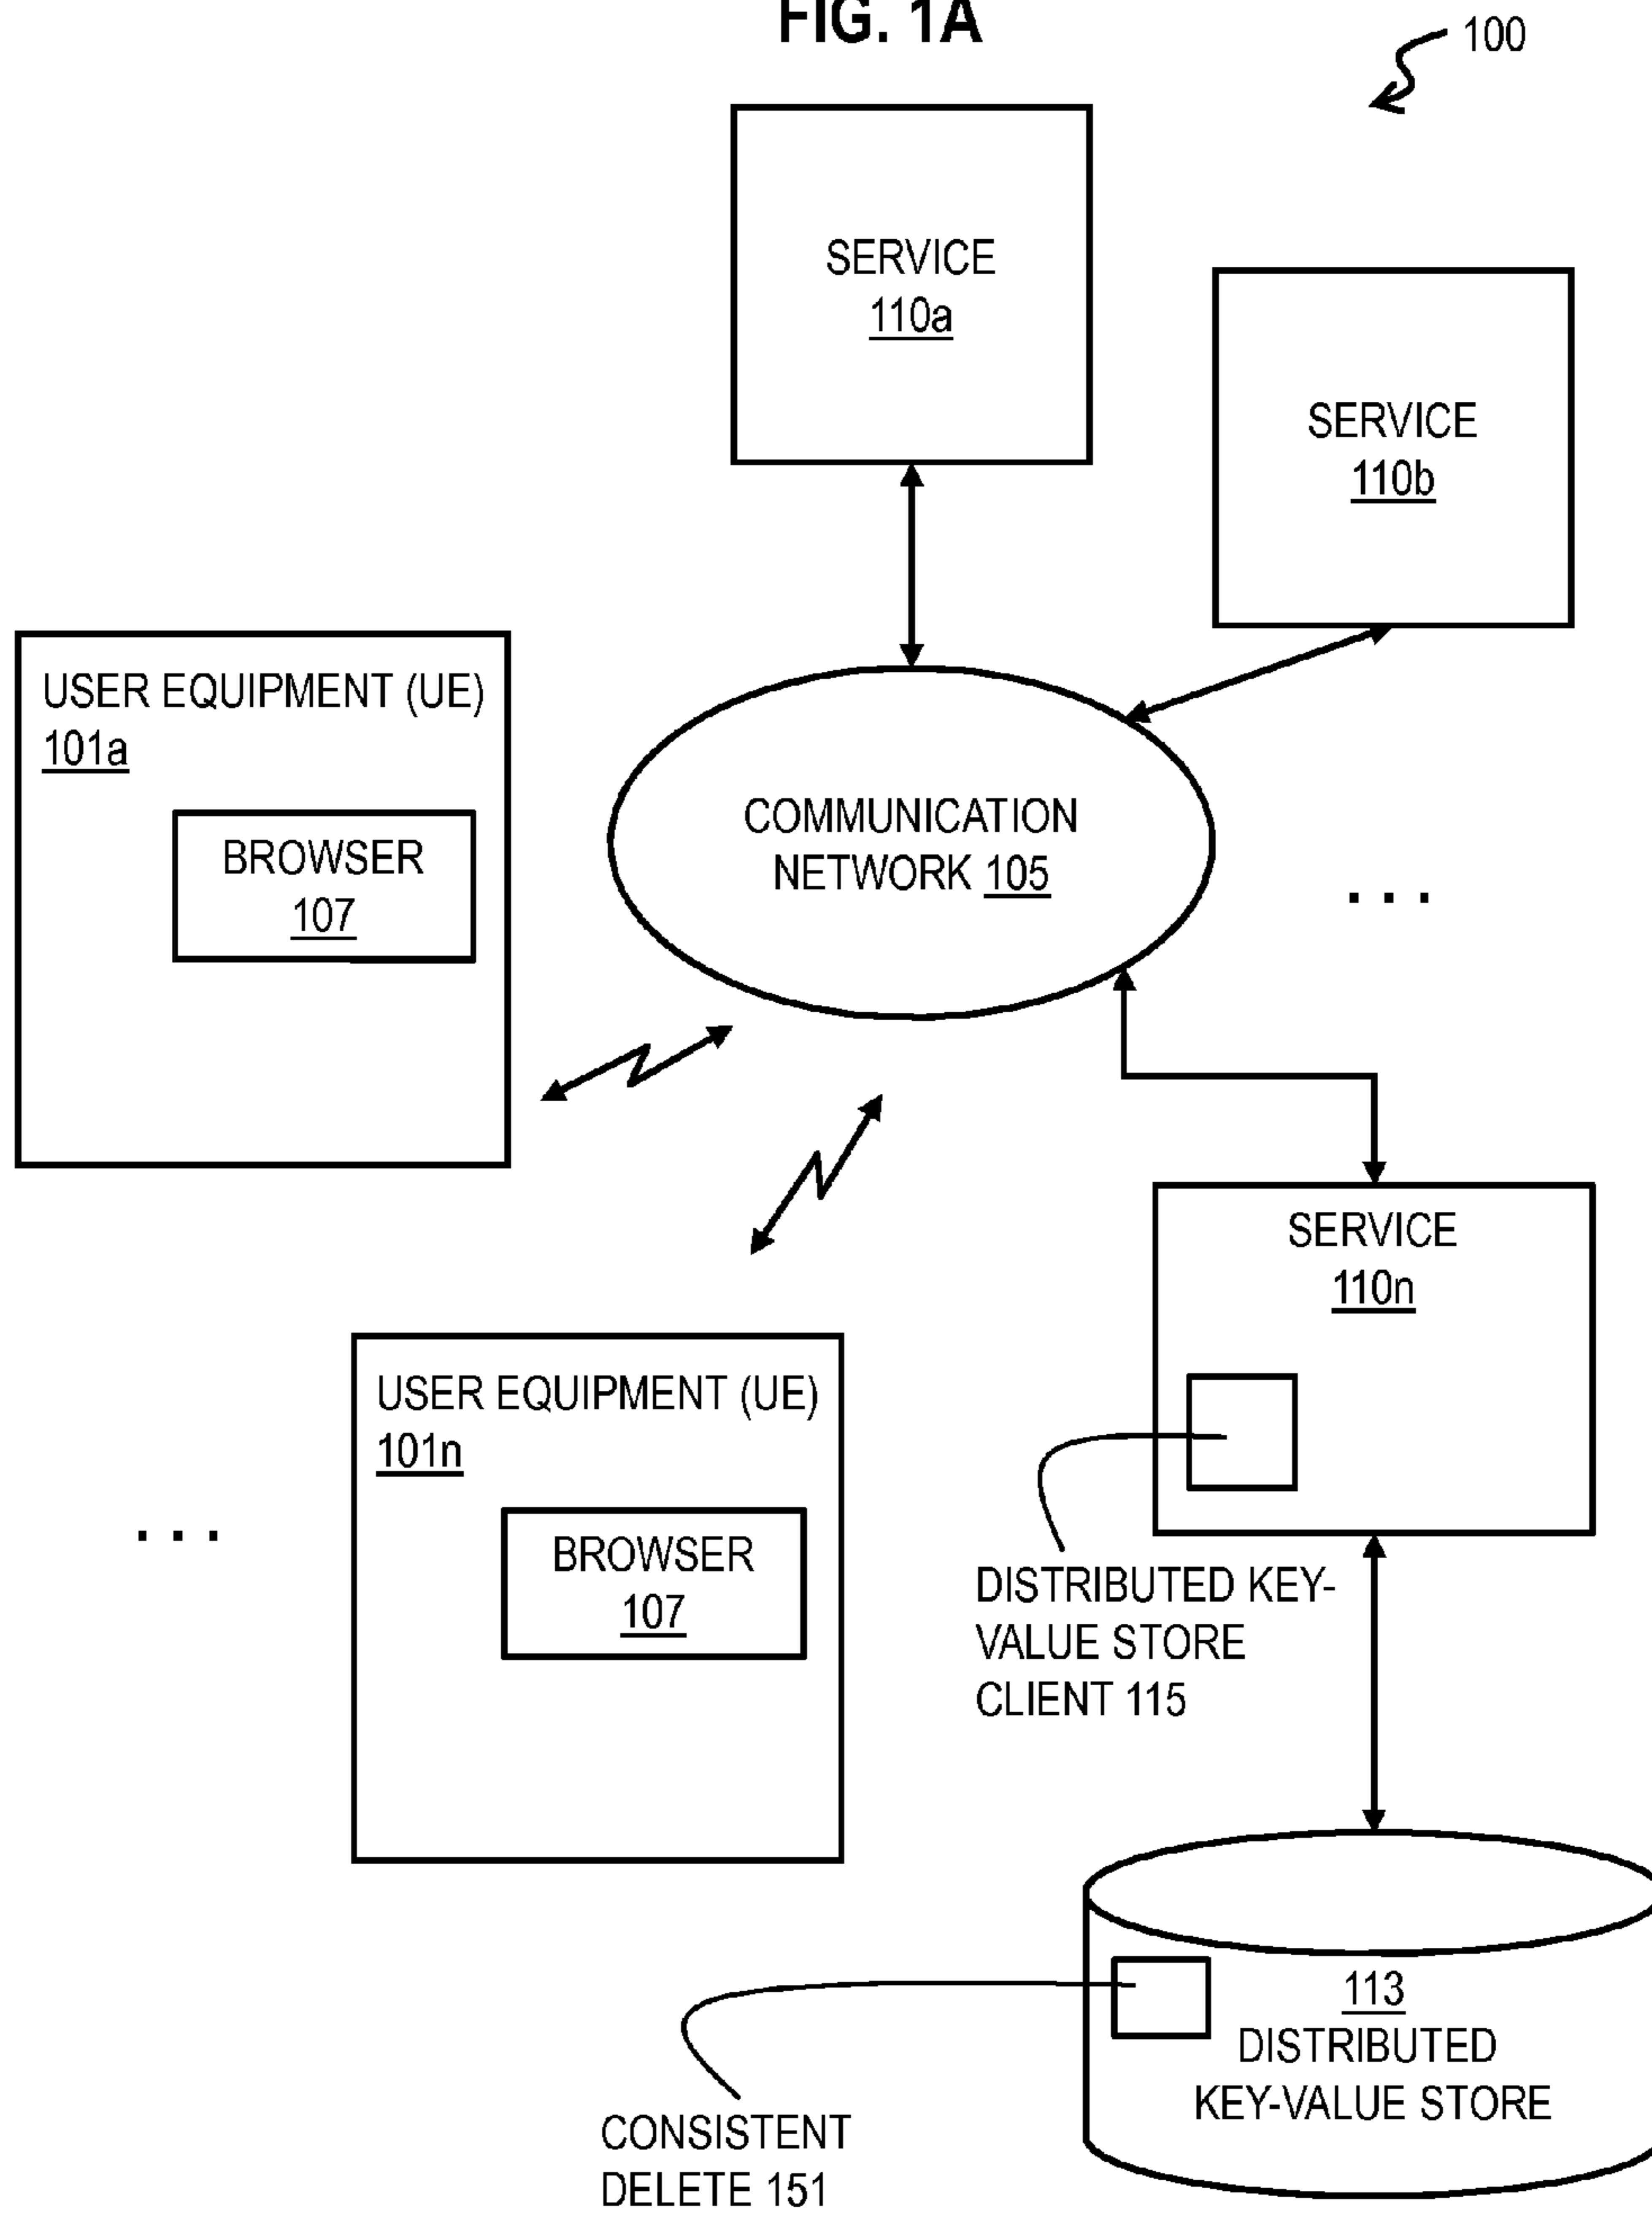 FIG. 1A
100
SERVICE
110a
SERVICE
110b
USER EQUIPMENT (UE)
101a
BROWSER
107
COMMUNICATION
NETWORK 105
. . .
SERVICE
110n
USER EQUIPMENT (UE)
101n
BROWSER
107
. . .
DISTRIBUTED KEY-
VALUE STORE
CLIENT 115
113
DISTRIBUTED
KEY-VALUE STORE
CONSISTENT
DELETE 151